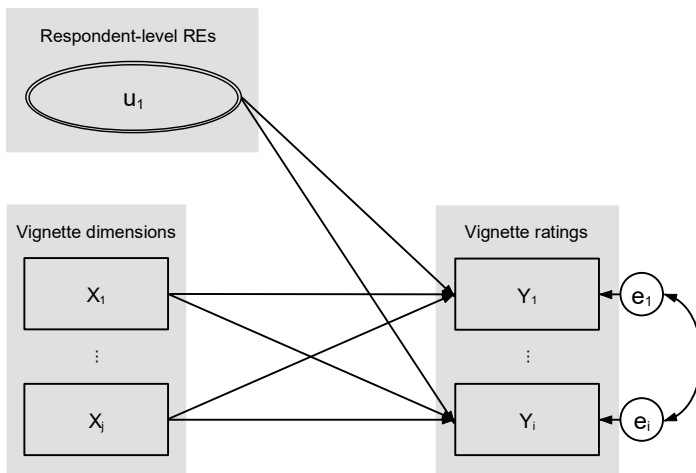 Respondent-level REs
u₁
Vignette dimensions
X₁
⋮
Xⱼ
Vignette ratings
Y₁
⋮
Yᵢ
e₁
eᵢ